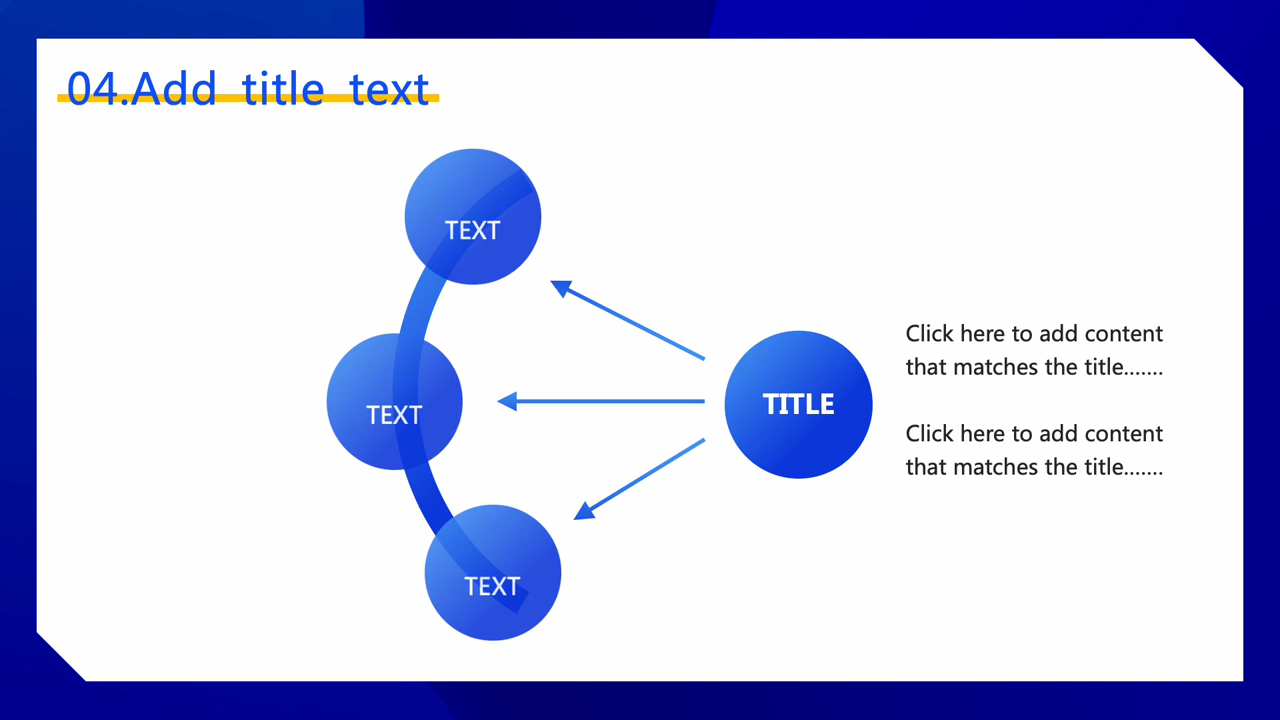 04.Add title text
TEXT
TEXT
TEXT
TITLE
Click here to add content
that matches the title.......
Click here to add content
that matches the title.......